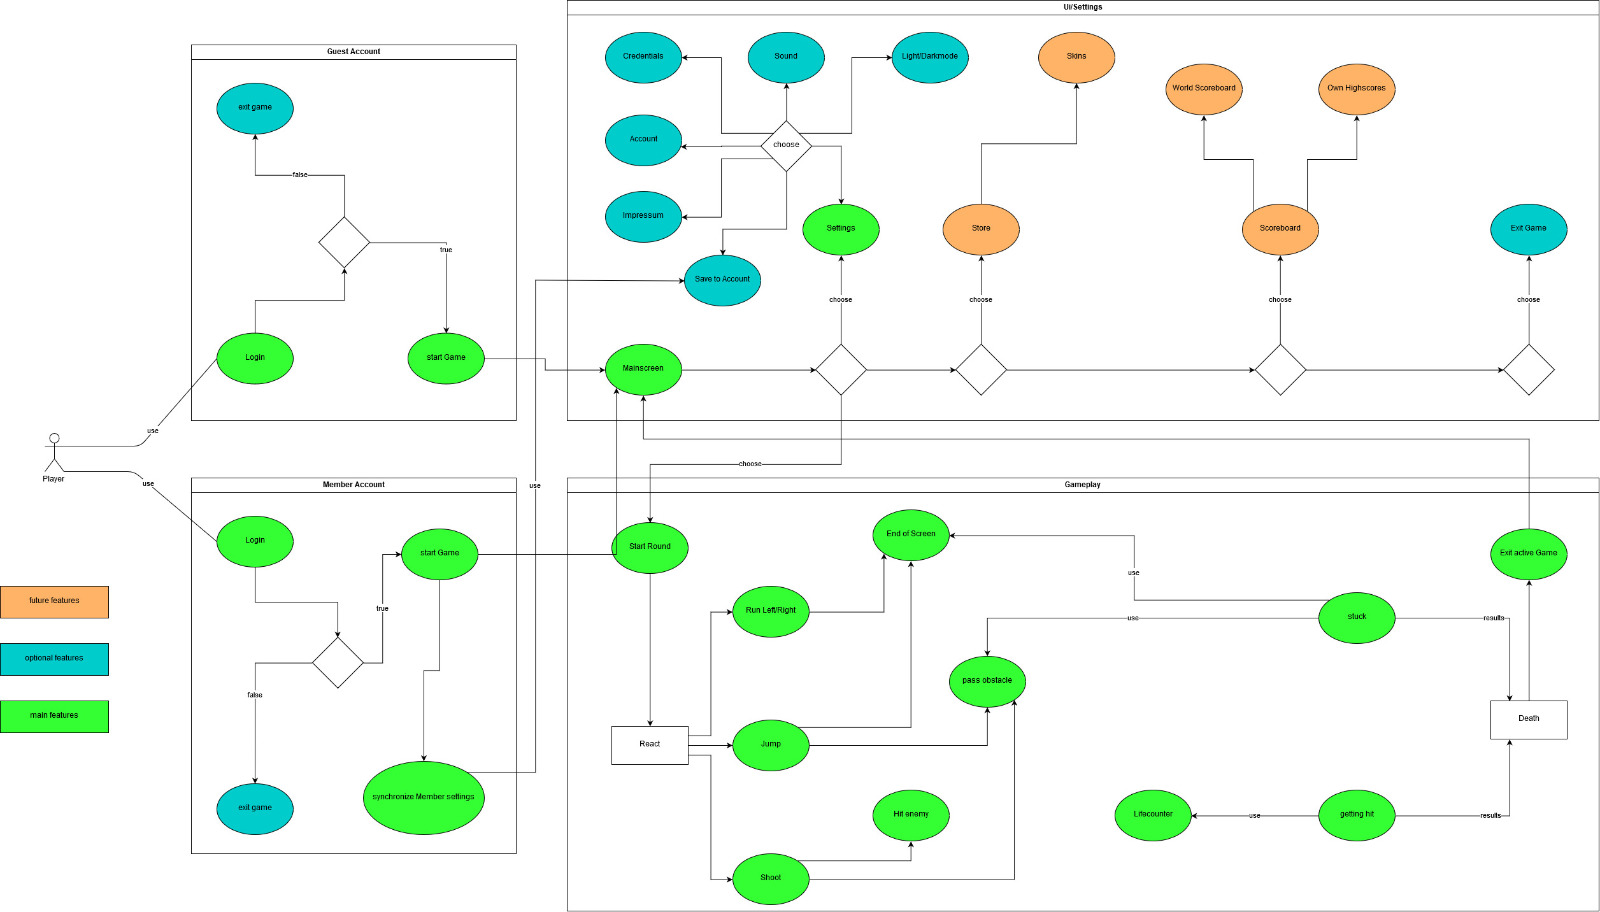 Ui/Settings
Guest Account
Credentials
Sound
Light/Darkmode
Skins
World Scoreboard
Own Highscores
exit game
Account
choose
false
Impressum
Settings
Store
Scoreboard
Exit Game
true
Save to Account
choose
choose
choose
choose
Login
start Game
Mainscreen
use
Player
use
choose
use
Member Account
Gameplay
Login
start Game
Start Round
End of Screen
Exit active Game
use
future features
true
Run Left/Right
stuck
use
results
optional features
false
pass obstacle
main features
React
Jump
Death
synchronize Member settings
exit game
Hit enemy
Lifecounter
use
getting hit
results
Shoot